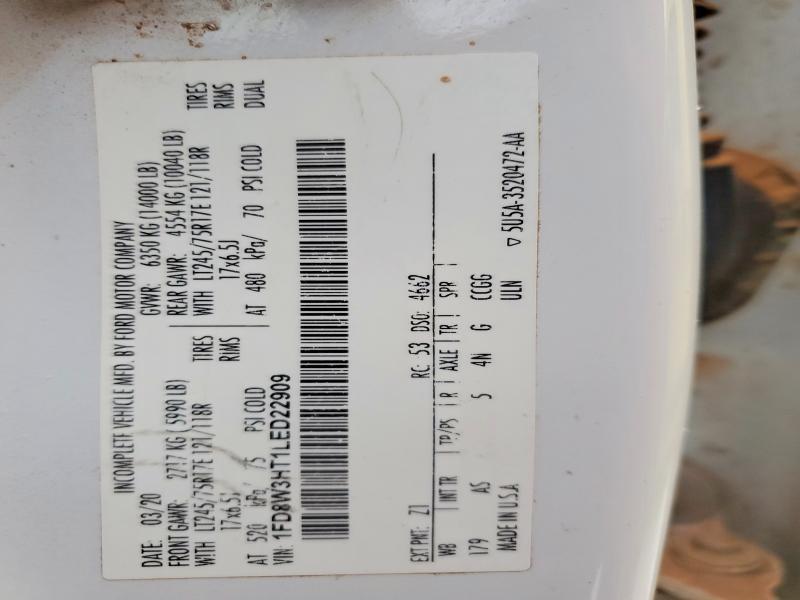 INCOMPLETE VEHICLE MFD. BY FORD MOTOR COMPANY
DATE: 03/20 GVWR: 6350 KG (14000 LB)
FRONT GAWR: 2717 KG (5990 LB) REAR GAWR: 4554 KG (10040 LB)
WITH LT245/75R17E 121/118R TIRES WITH LT245/75R17E 121/118R TIRES
17x6.5J RIMS 17x6.5J RIMS
AT 520 kPa/ 75 PSI COLD AT 480 kPa/ 70 PSI COLD DUAL
VIN: 1FD8W3HT1LED22909
EXT PNT: Z1 RC: 53 DSO: 4662
WB INT TR TP/PS R AXLE TR SPR
179 AS 5 4N G CCGG
MADE IN U.S.A ULN
▽ 5U5A-3520472-AA